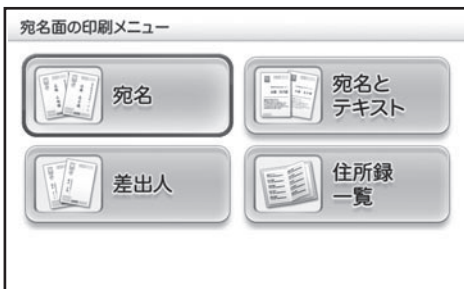 宛名面の印刷メニュー
宛名
宛名と
テキスト
差出人
住所録
一覧